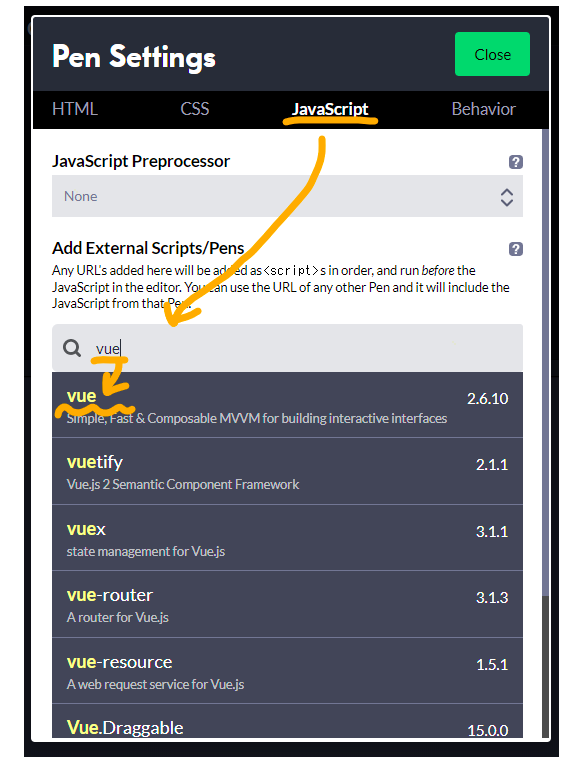 Pen Settings
Close
HTML CSS JavaScript Behavior
JavaScript Preprocessor ?
None
Add External Scripts/Pens ?
Any URL's added here will be added as <script>s in order, and run before the
JavaScript in the editor. You can use the URL of any other Pen and it will include the
JavaScript from that Pen.
vue
vue 2.6.10
Simple, Fast & Composable MVVM for building interactive interfaces
vuetify 2.1.1
Vue.js 2 Semantic Component Framework
vuex 3.1.1
state management for Vue.js
vue-router 3.1.3
A router for Vue.js
vue-resource 1.5.1
A web request service for Vue.js
Vue.Draggable 15.0.0